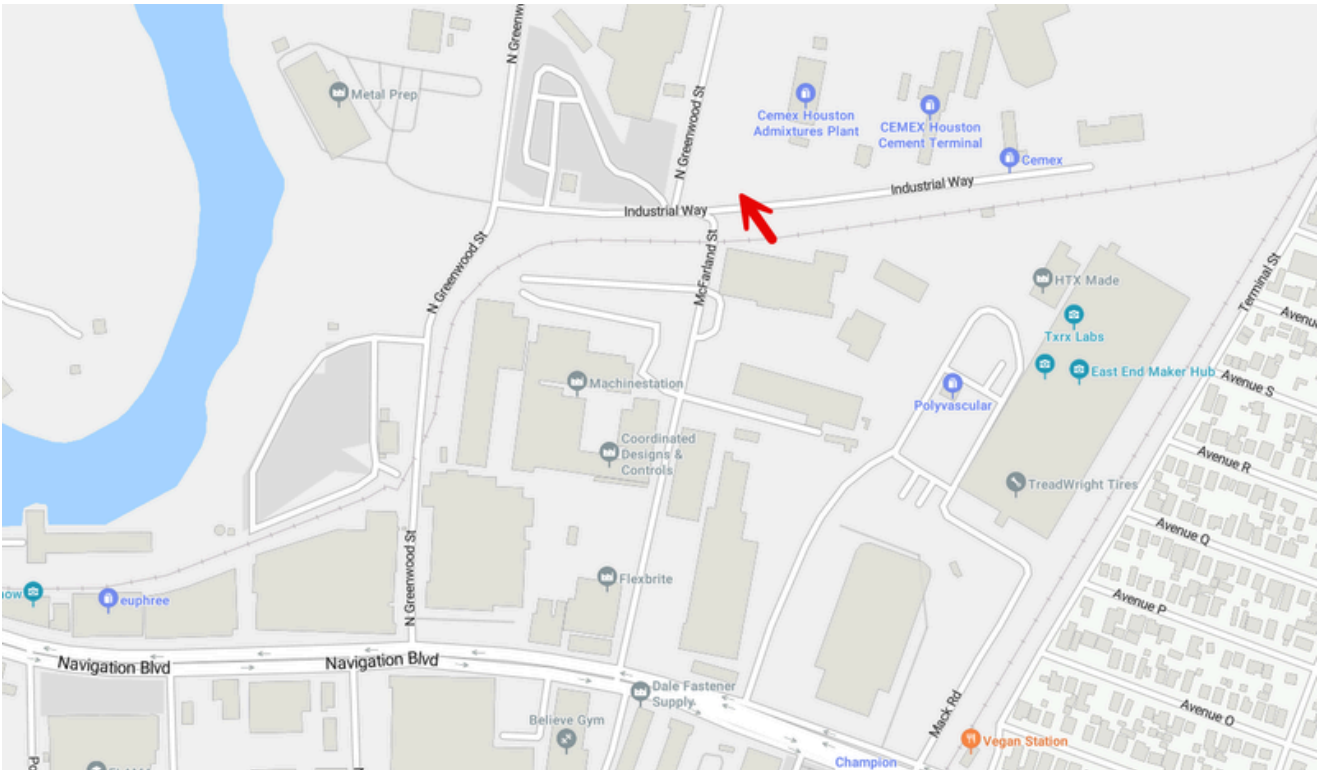 N Greenw
Metal Prep
N Greenwood St
Cemex Houston
Admixtures Plant
CEMEX Houston
Cement Terminal
Cemex
Industrial Way
Industrial Way
N Greenwood St
McFarland St
Terminal St
HTX Made
Txrx Labs
East End Maker Hub
Avenu
Avenue S
Machinestation
Polyvascular
Coordinated
Designs &
Controls
Avenue R
TreadWright Tires
Avenue Q
N Greenwood St
Flexbrite
Avenue P
now
euphree
Navigation Blvd
Navigation Blvd
Dale Fastener
Supply
Believe Gym
Mack Rd
Avenue O
Vegan Station
Champion